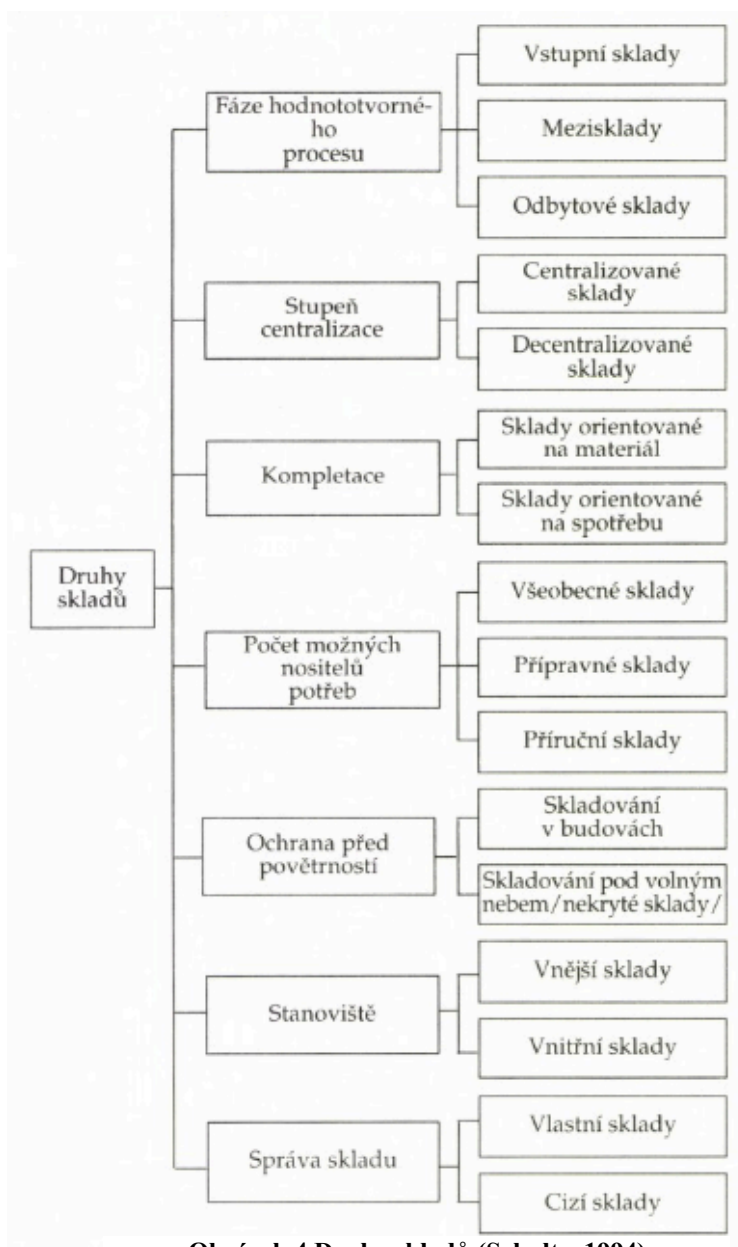 Vstupní sklady
Fáze hodnototvorné-
ho
procesu
Mezisklady
Odbytové sklady
Centralizované
sklady
Stupeň
centralizace
Decentralizované
sklady
Sklady orientované
na materiál
Kompletace
Sklady orientované
na spotřebu
Druhy
skladů
Všeobecné sklady
Počet možných
nositelů
potřeb
Přípravné sklady
Příruční sklady
Skladování
v budovách
Ochrana před
povětrností
Skladování pod volným
nebem/nekryté sklady/
Vnější sklady
Stanoviště
Vnitřní sklady
Vlastní sklady
Správa skladu
Cizí sklady